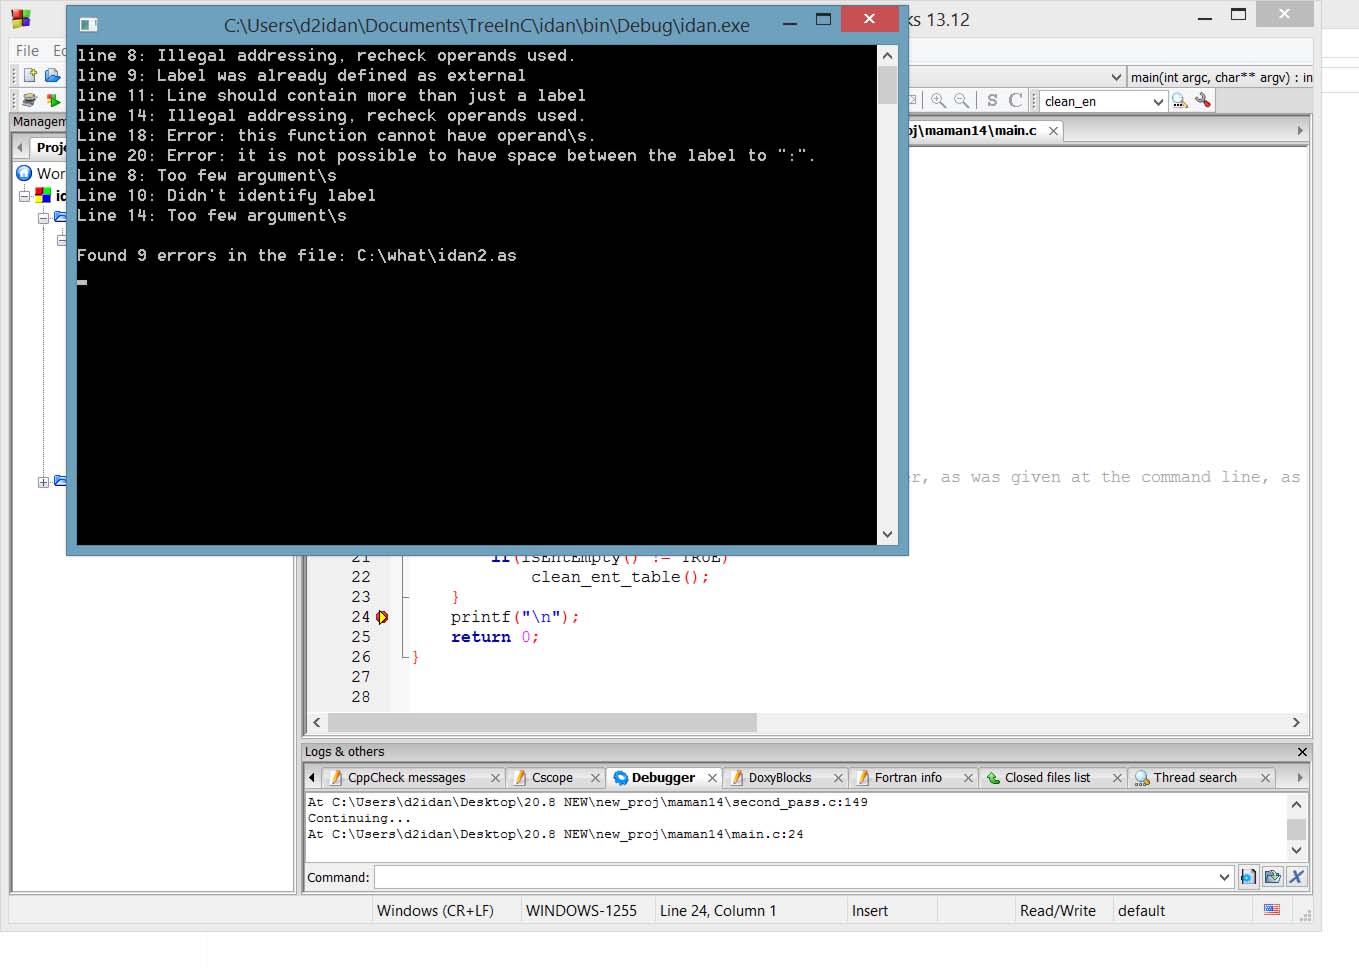 C:\Users\d2idan\Documents\TreeInC\idan\bin\Debug\idan.exe
ks 13.12
File Ed
line 8: Illegal addressing, recheck operands used.
line 9: Label was already defined as external
line 11: Line should contain more than just a label
line 14: Illegal addressing, recheck operands used.
Line 18: Error: this function cannot have operand\s.
Line 20: Error: it is not possible to have space between the label to ":".
Line 8: Too few argument\s
Line 10: Didn't identify label
Line 14: Too few argument\s
Found 9 errors in the file: C:\what\idan2.as
main(int argc, char** argv) : in
S C clean_en
Managem
Proje
oj\maman14\main.c
Wor
id
r, as was given at the command line, as
21 if(isEntEmpty() != TRUE)
22 clean_ent_table();
23 }
24 printf("\n");
25 return 0;
26 }
27
28
Logs & others
CppCheck messages Cscope Debugger DoxyBlocks Fortran info Closed files list Thread search
At C:\Users\d2idan\Desktop\20.8 NEW\new_proj\maman14\second_pass.c:149
Continuing...
At C:\Users\d2idan\Desktop\20.8 NEW\new_proj\maman14\main.c:24
Command:
Windows (CR+LF) WINDOWS-1255 Line 24, Column 1 Insert Read/Write default